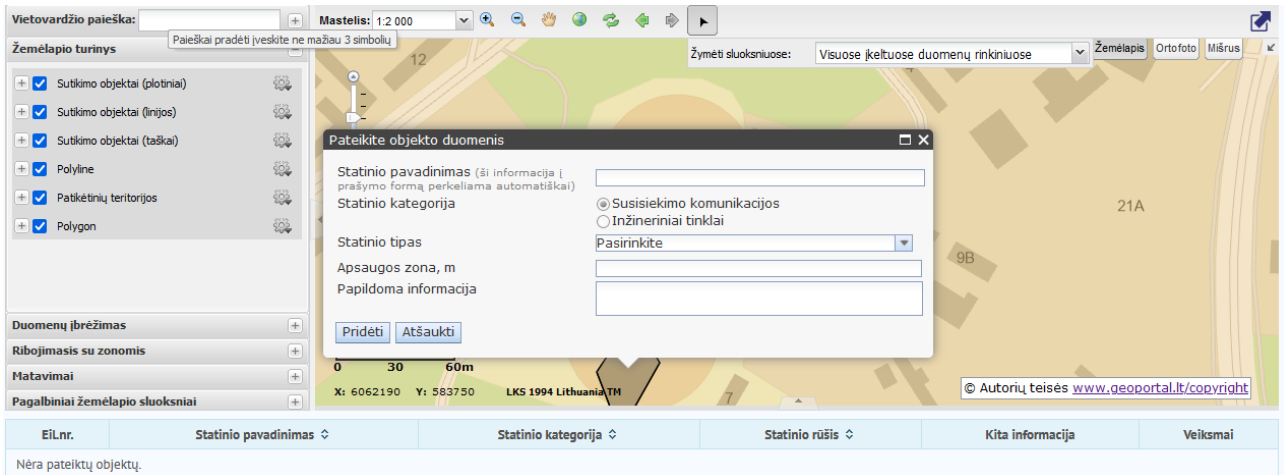 Vietovardžio paieška:
Mastelis: 1:2 000
Paieškai pradėti įveskite ne mažiau 3 simbolių
Žemėlapio turinys
Žymėti sluoksniuose: Visuose įkeltuose duomenų rinkiniuose
Žemėlapis Ortofoto Mišrus
12
Sutikimo objektai (plotiniai)
Sutikimo objektai (linijos)
Sutikimo objektai (taškai)
Polyline
Patikėtinių teritorijos
Polygon
Pateikite objekto duomenis
Statinio pavadinimas (ši informacija į
prašymo formą perkeliama automatiškai)
Statinio kategorija
Susisiekimo komunikacijos
Inžineriniai tinklai
Statinio tipas
Pasirinkite
Apsaugos zona, m
Papildoma informacija
Pridėti Atšaukti
21A
9B
Duomenų įbrėžimas
Ribojimasis su zonomis
Matavimai
Pagalbiniai žemėlapio sluoksniai
0 30 60m
X: 6062190 Y: 583750 LKS 1994 Lithuania TM
7
© Autorių teisės www.geoportal.lt/copyright
Eil.nr. Statinio pavadinimas Statinio kategorija Statinio rūšis Kita informacija Veiksmai
Nėra pateiktų objektų.